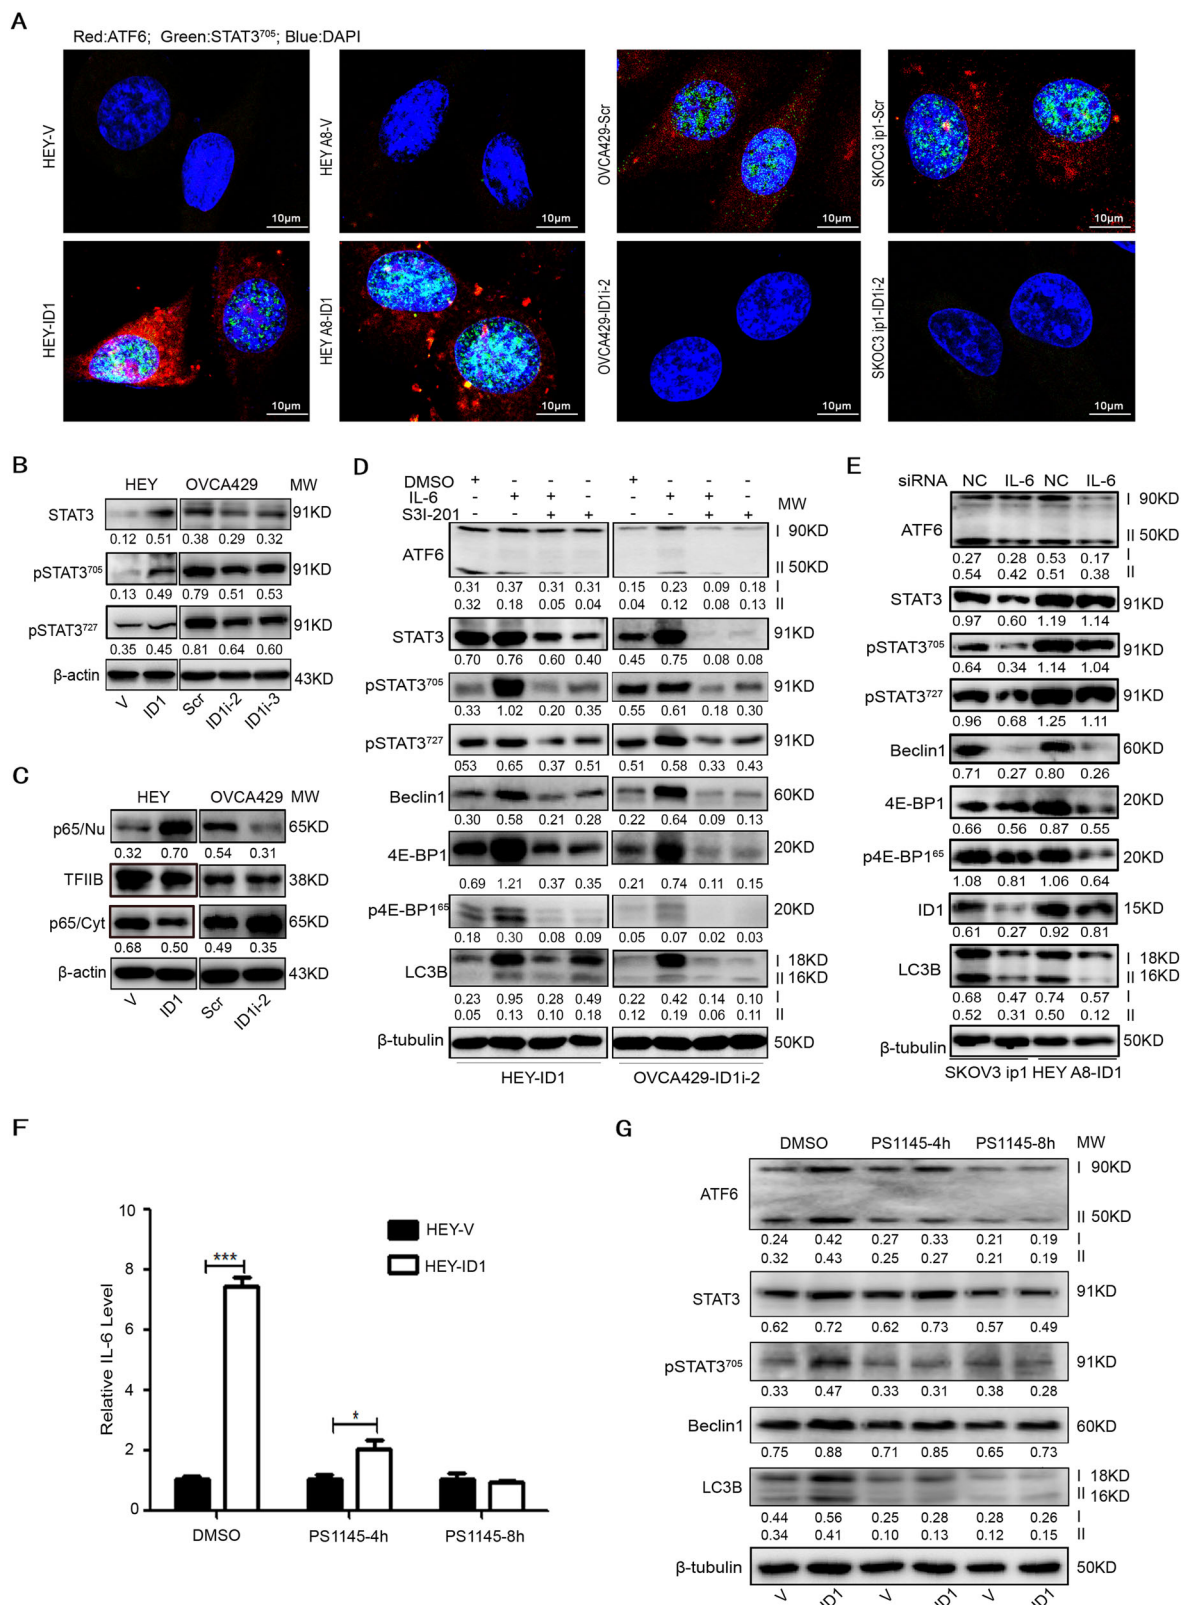 A
Red:ATF6; Green:STAT3⁷⁰⁵; Blue:DAPI
HEY-V
10μm
HEY A8-V
10μm
OVCA429-Scr
10μm
SKOC3 ip1-Scr
10μm
HEY-ID1
10μm
HEY A8-ID1
10μm
OVCA429-ID1i-2
10μm
SKOC3 ip1-ID1i-2
10μm
B
HEY OVCA429 MW
STAT3 91KD
0.12 0.51 0.38 0.29 0.32
pSTAT3⁷⁰⁵ 91KD
0.13 0.49 0.79 0.51 0.53
pSTAT3⁷²⁷ 91KD
0.35 0.45 0.81 0.64 0.60
β-actin 43KD
V ID1 Scr ID1i-2 ID1i-3
C
HEY OVCA429 MW
p65/Nu 65KD
0.32 0.70 0.54 0.31
TFIIB 38KD
p65/Cyt 65KD
0.68 0.50 0.49 0.35
β-actin 43KD
V ID1 Scr ID1i-2
D
DMSO + - - - + - - -
IL-6 - + + - - + + -
S3I-201 - - + + - - + +
MW
ATF6 I 90KD
II 50KD
0.31 0.37 0.31 0.31 0.15 0.23 0.09 0.18 I
0.32 0.18 0.05 0.04 0.04 0.12 0.08 0.13 II
STAT3 91KD
0.70 0.76 0.60 0.40 0.45 0.75 0.08 0.08
pSTAT3⁷⁰⁵ 91KD
0.33 1.02 0.20 0.35 0.55 0.61 0.18 0.30
pSTAT3⁷²⁷ 91KD
053 0.65 0.37 0.51 0.51 0.58 0.33 0.43
Beclin1 60KD
0.30 0.58 0.21 0.28 0.22 0.64 0.09 0.13
4E-BP1 20KD
0.69 1.21 0.37 0.35 0.21 0.74 0.11 0.15
p4E-BP1⁶⁵ 20KD
0.18 0.30 0.08 0.09 0.05 0.07 0.02 0.03
LC3B I 18KD
II 16KD
0.23 0.95 0.28 0.49 0.22 0.42 0.14 0.10 I
0.05 0.13 0.10 0.18 0.12 0.19 0.06 0.11 II
β-tubulin 50KD
HEY-ID1 OVCA429-ID1i-2
E
siRNA NC IL-6 NC IL-6
ATF6 I 90KD
II 50KD
0.27 0.28 0.53 0.17 I
0.54 0.42 0.51 0.38 II
STAT3 91KD
0.97 0.60 1.19 1.14
pSTAT3⁷⁰⁵ 91KD
0.64 0.34 1.14 1.04
pSTAT3⁷²⁷ 91KD
0.96 0.68 1.25 1.11
Beclin1 60KD
0.71 0.27 0.80 0.26
4E-BP1 20KD
0.66 0.56 0.87 0.55
p4E-BP1⁶⁵ 20KD
1.08 0.81 1.06 0.64
ID1 15KD
0.61 0.27 0.92 0.81
LC3B I 18KD
II 16KD
0.68 0.47 0.74 0.57 I
0.52 0.31 0.50 0.12 II
β-tubulin 50KD
SKOV3 ip1 HEY A8-ID1
F
Relative IL-6 Level
10
8
6
4
2
0
***
*
HEY-V
HEY-ID1
DMSO PS1145-4h PS1145-8h
G
DMSO PS1145-4h PS1145-8h MW
ATF6 I 90KD
II 50KD
0.24 0.42 0.27 0.33 0.21 0.19 I
0.32 0.43 0.25 0.27 0.21 0.19 II
STAT3 91KD
0.62 0.72 0.62 0.73 0.57 0.49
pSTAT3⁷⁰⁵ 91KD
0.33 0.47 0.33 0.31 0.38 0.28
Beclin1 60KD
0.75 0.88 0.71 0.85 0.65 0.73
LC3B I 18KD
II 16KD
0.44 0.56 0.25 0.28 0.28 0.26 I
0.34 0.41 0.10 0.13 0.12 0.15 II
β-tubulin 50KD
V ID1 V ID1 V ID1